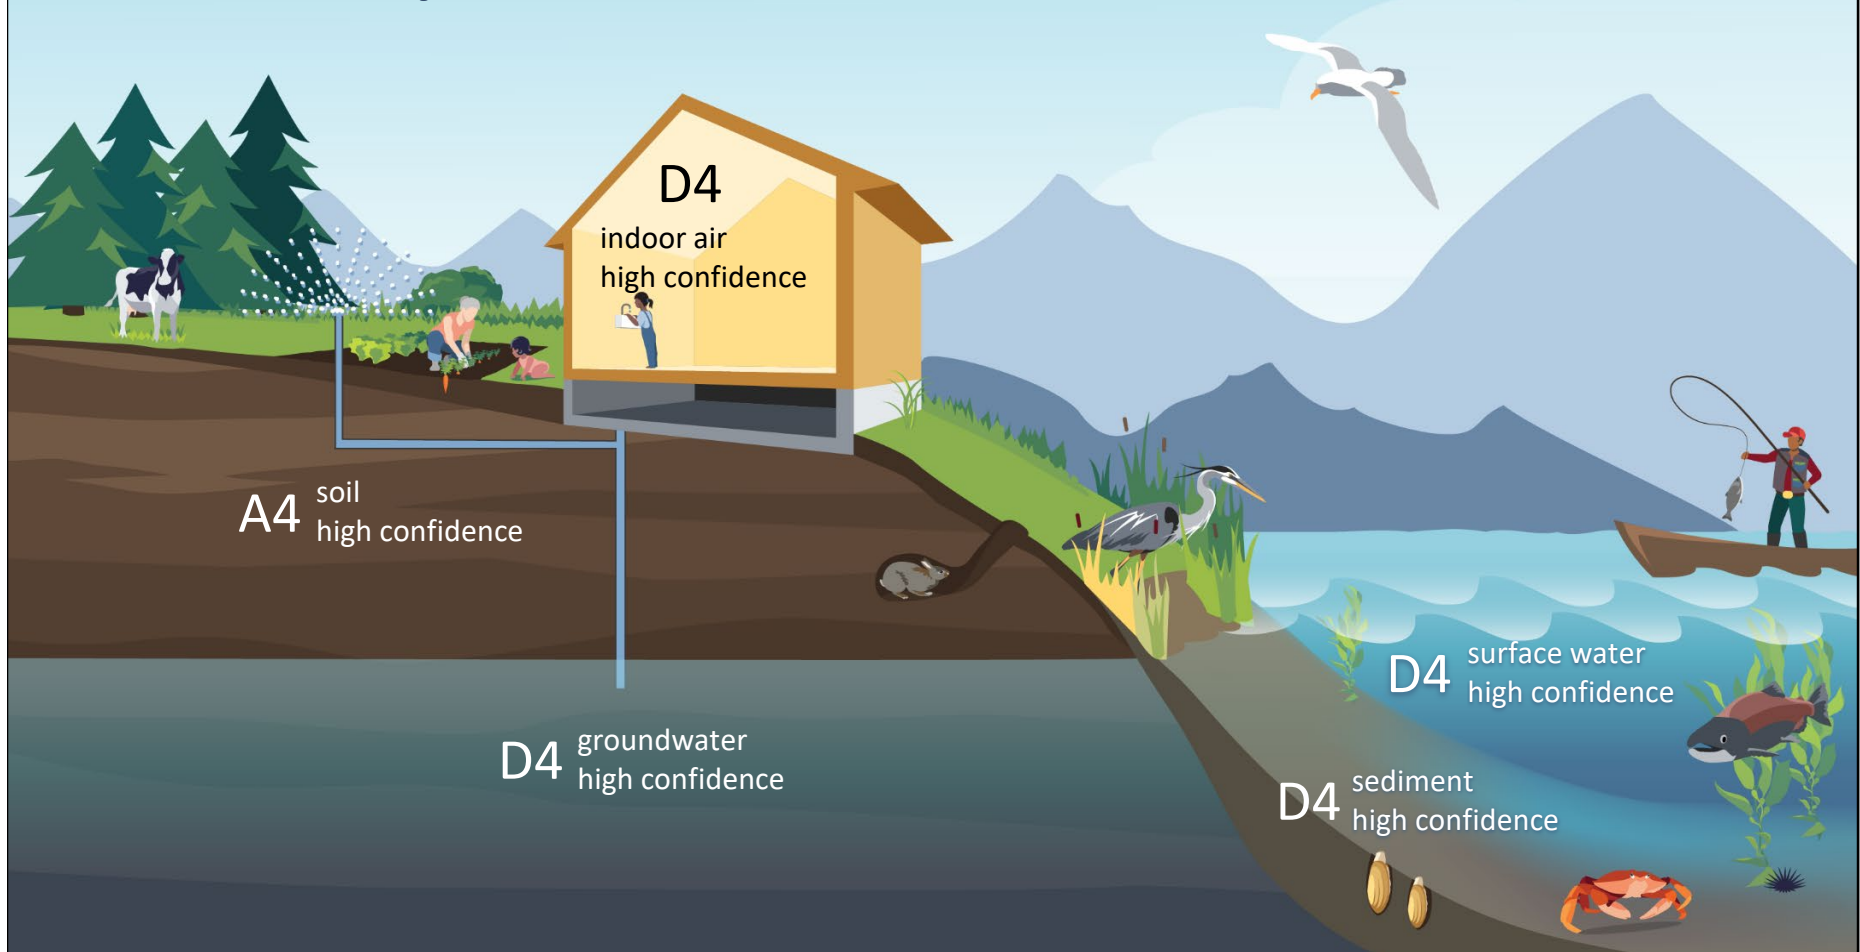 D4
indoor air
high confidence
A4
soil
high confidence
D4
surface water
high confidence
D4
groundwater
high confidence
D4
sediment
high confidence